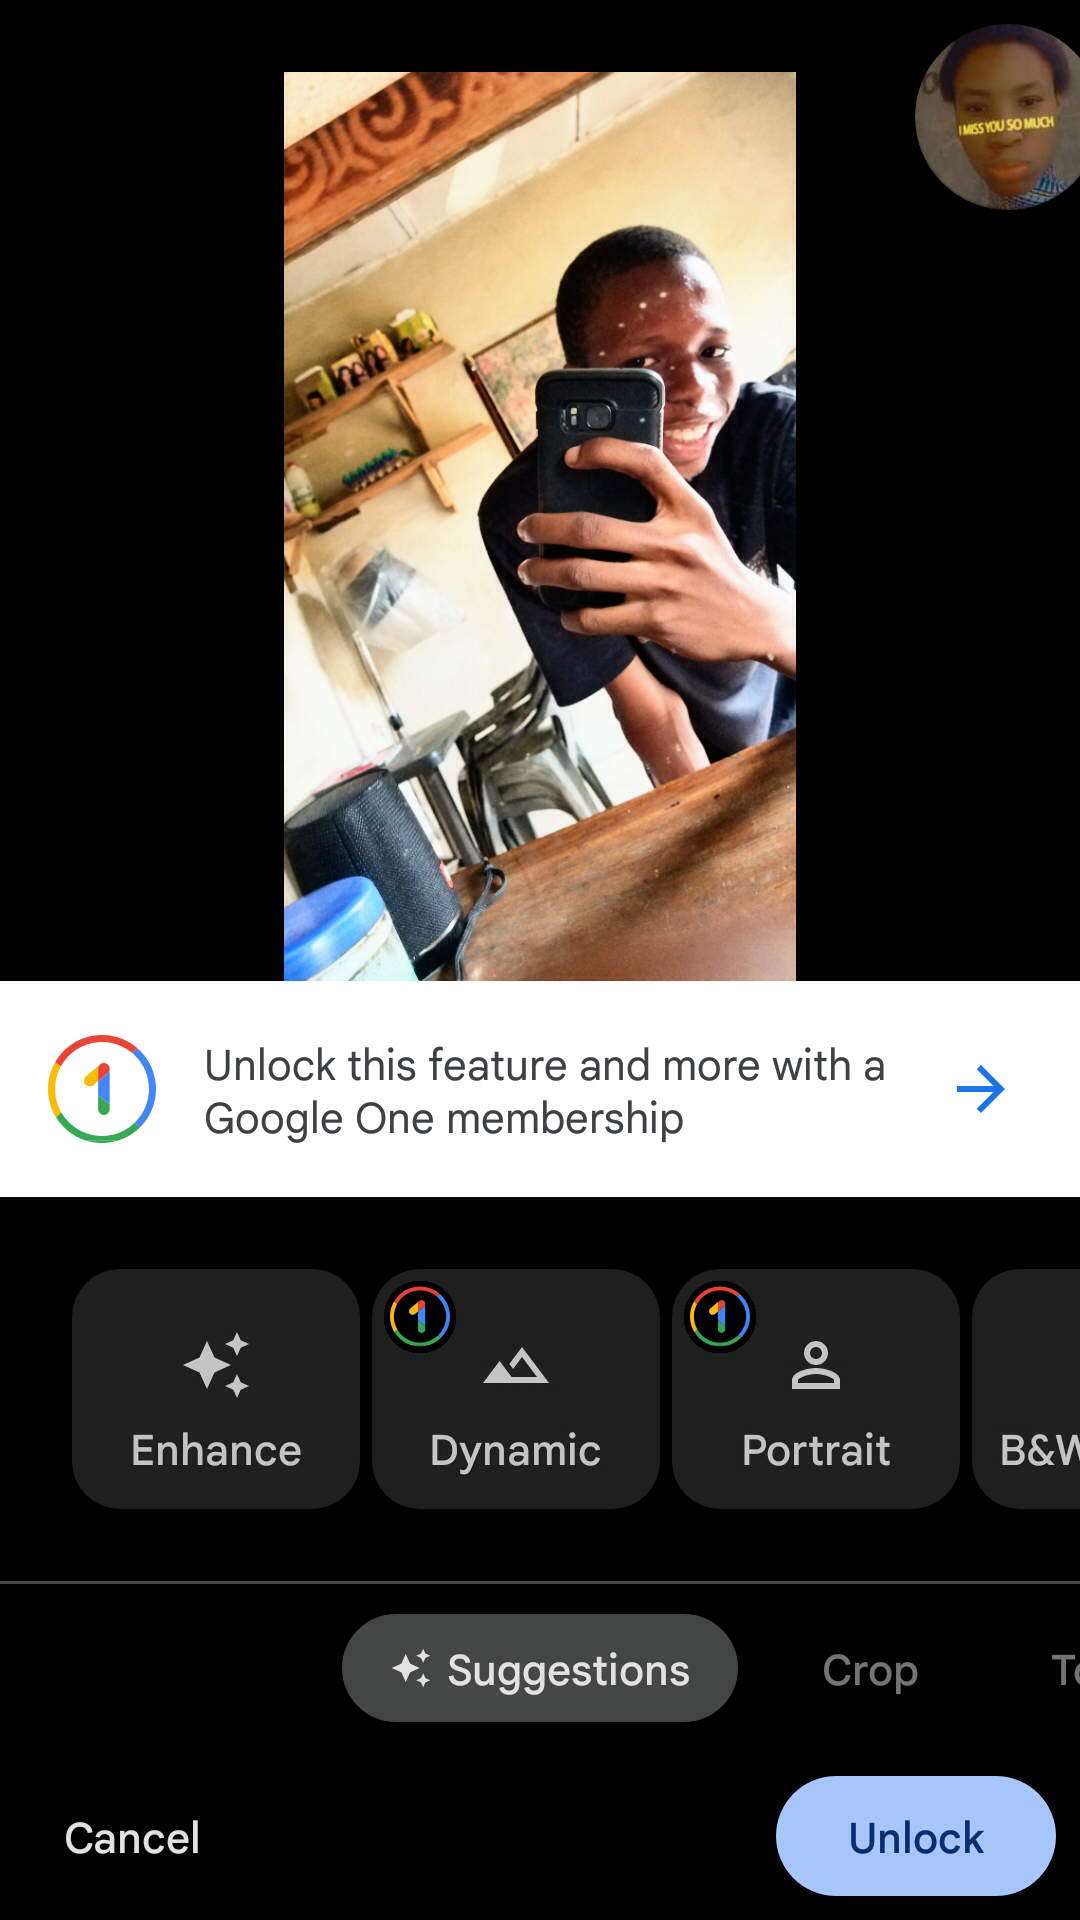 I MISS YOU SO MUCH
Unlock this feature and more with a
Google One membership
Enhance
Dynamic
Portrait
B&W
Suggestions
Crop
Cancel
Unlock